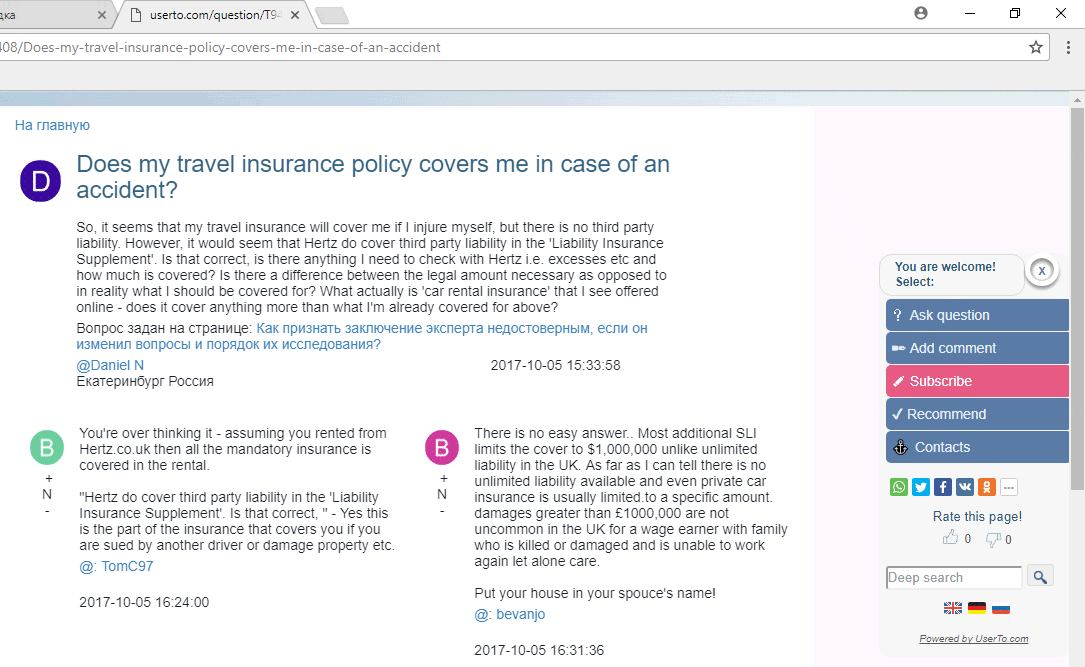 дка
userto.com/question/T94
408/Does-my-travel-insurance-policy-covers-me-in-case-of-an-accident
На главную
D
Does my travel insurance policy covers me in case of an
accident?
So, it seems that my travel insurance will cover me if I injure myself, but there is no third party
liability. However, it would seem that Hertz do cover third party liability in the 'Liability Insurance
Supplement'. Is that correct, is there anything I need to check with Hertz i.e. excesses etc and
how much is covered? Is there a difference between the legal amount necessary as opposed to
in reality what I should be covered for? What actually is 'car rental insurance' that I see offered
online - does it cover anything more than what I'm already covered for above?
Вопрос задан на странице: Как признать заключение эксперта недостоверным, если он
изменил вопросы и порядок их исследования?
@Daniel N 2017-10-05 15:33:58
Екатеринбург Россия
B
+
N
-
You're over thinking it - assuming you rented from
Hertz.co.uk then all the mandatory insurance is
covered in the rental.
"Hertz do cover third party liability in the 'Liability
Insurance Supplement'. Is that correct, " - Yes this
is the part of the insurance that covers you if you
are sued by another driver or damage property etc.
@: TomC97
2017-10-05 16:24:00
B
+
N
-
There is no easy answer.. Most additional SLI
limits the cover to $1,000,000 unlike unlimited
liability in the UK. As far as I can tell there is no
unlimited liability available and even private car
insurance is usually limited.to a specific amount.
damages greater than £1000,000 are not
uncommon in the UK for a wage earner with family
who is killed or damaged and is unable to work
again let alone care.
Put your house in your spouce's name!
@: bevanjo
2017-10-05 16:31:36
You are welcome!
Select:
x
? Ask question
Add comment
Subscribe
Recommend
Contacts
Rate this page!
0 0
Deep search
Powered by UserTo.com